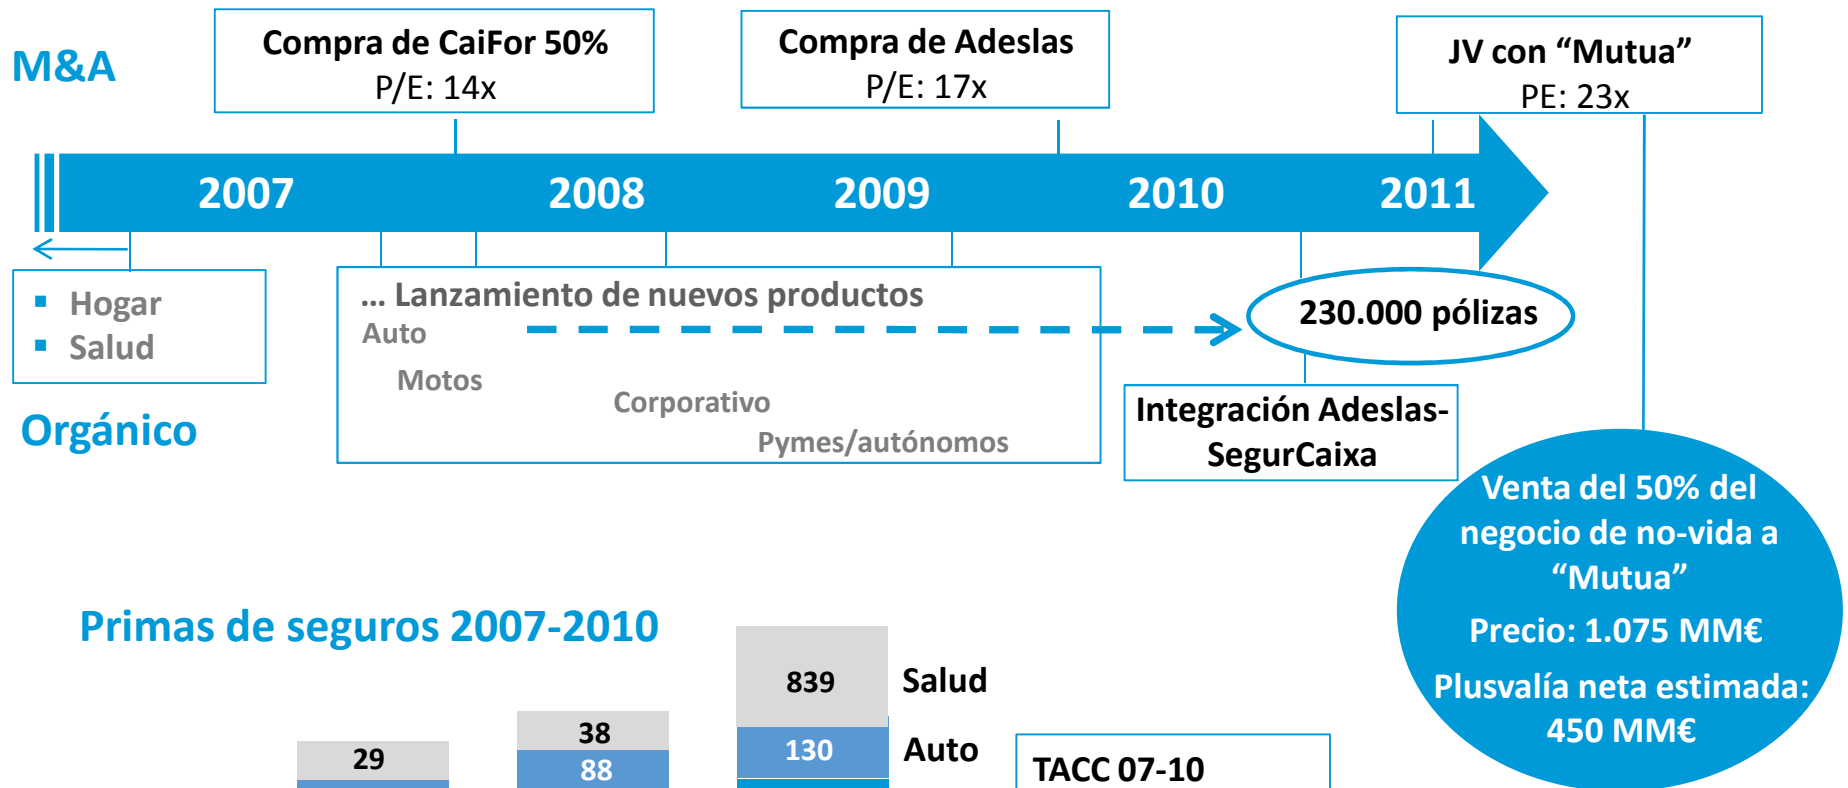 M&A
Compra de CaiFor 50%
P/E: 14x
Compra de Adeslas
P/E: 17x
JV con “Mutua”
PE: 23x
2007
2008
2009
2010
2011
▪ Hogar
▪ Salud
Orgánico
... Lanzamiento de nuevos productos
Auto
Motos
Corporativo
Pymes/autónomos
230.000 pólizas
Integración Adeslas-
SegurCaixa
Venta del 50% del
negocio de no-vida a
“Mutua”
Precio: 1.075 MM€
Plusvalía neta estimada:
450 MM€
Primas de seguros 2007-2010
839
Salud
38
29
130
Auto
88
TACC 07-10